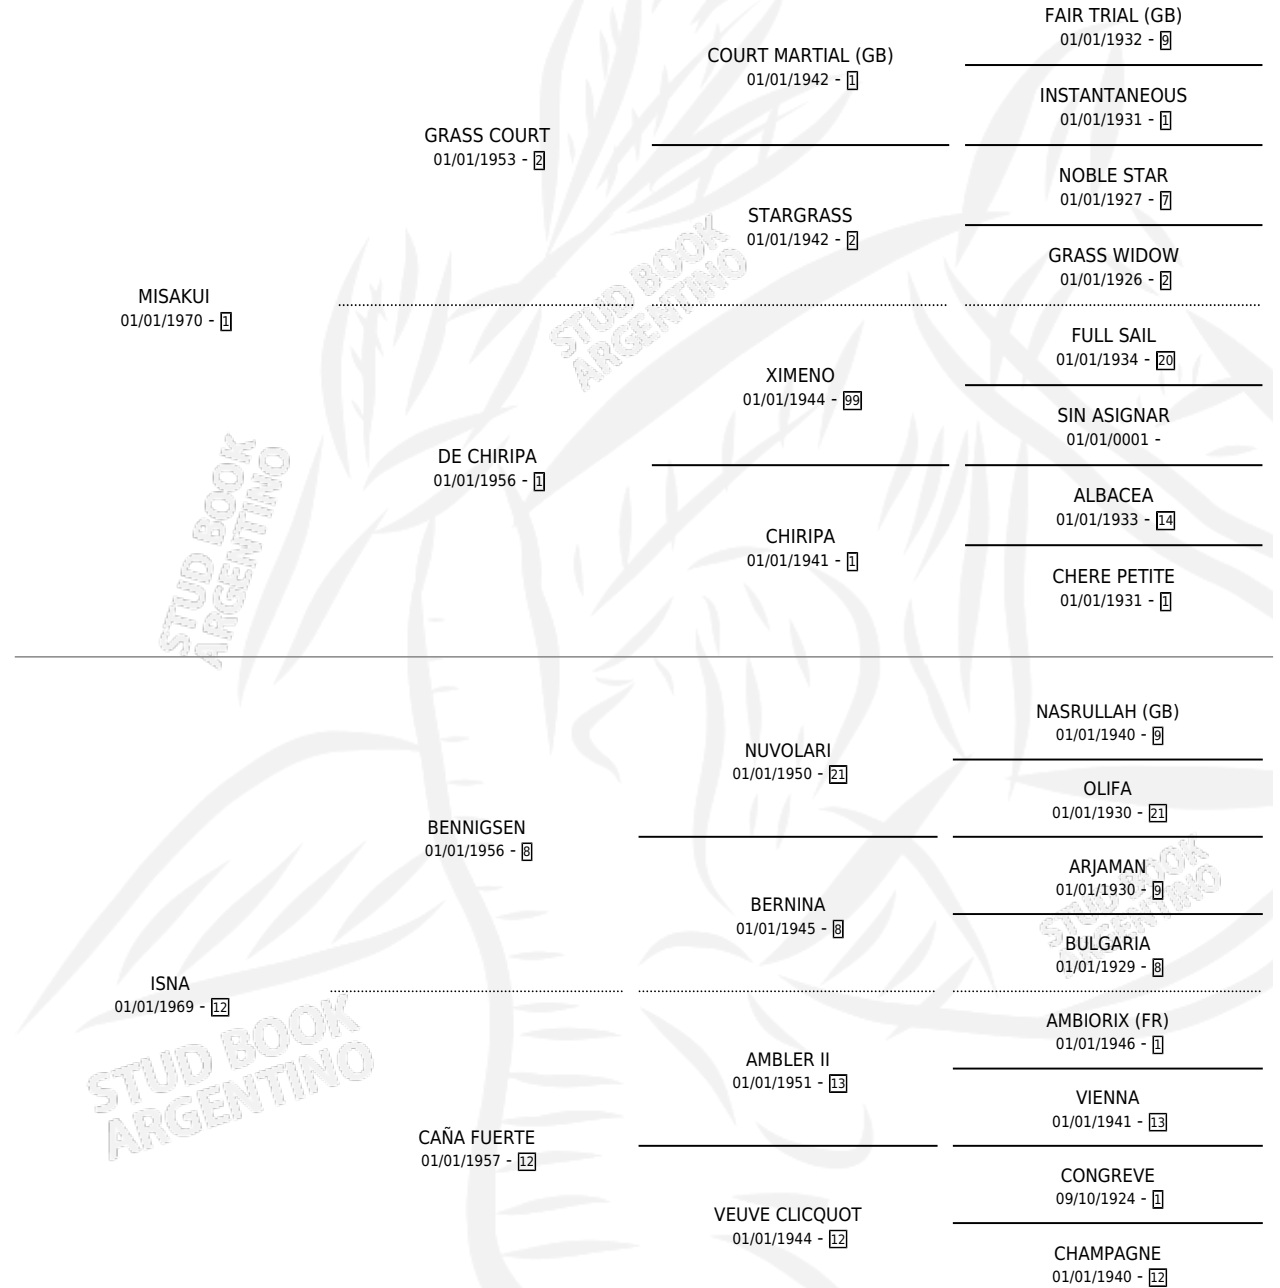 FAIR TRIAL (GB)
01/01/1932 - 9
COURT MARTIAL (GB)
01/01/1942 - 1
INSTANTANEOUS
01/01/1931 - 1
GRASS COURT
01/01/1953 - 2
NOBLE STAR
01/01/1927 - 7
STARGRASS
01/01/1942 - 2
GRASS WIDOW
01/01/1926 - 2
MISAKUI
01/01/1970 - 1
FULL SAIL
01/01/1934 - 20
XIMENO
01/01/1944 - 99
SIN ASIGNAR
01/01/0001 -
DE CHIRIPA
01/01/1956 - 1
ALBACEA
01/01/1933 - 14
CHIRIPA
01/01/1941 - 1
CHERE PETITE
01/01/1931 - 1
STUD BOOK
ARGENTINO
STUD BOOK
ARGENTINO
NASRULLAH (GB)
01/01/1940 - 9
NUVOLARI
01/01/1950 - 21
OLIFA
01/01/1930 - 21
BENNIGSEN
01/01/1956 - 8
ARJAMAN
01/01/1930 - 9
BERNINA
01/01/1945 - 8
BULGARIA
01/01/1929 - 8
STUD BOOK
ARGENTINO
ISNA
01/01/1969 - 12
AMBIORIX (FR)
01/01/1946 - 1
AMBLER II
01/01/1951 - 13
VIENNA
01/01/1941 - 13
STUD BOOK
ARGENTINO
CAÑA FUERTE
01/01/1957 - 12
CONGREVE
09/10/1924 - 1
VEUVE CLICQUOT
01/01/1944 - 12
CHAMPAGNE
01/01/1940 - 12